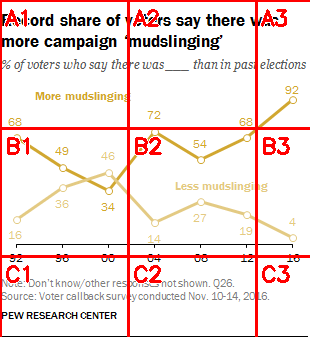 Record share of voters say there was
more campaign ‘mudslinging’
% of voters who say there was ___ than in past elections
A1
A2
A3
More mudslinging
92
68
72
68
B1
B2
B3
49
46
54
36
34
Less mudslinging
16
14
27
19
4
92
96
00
04
08
12
16
C1
C2
C3
Note: Don't know/other responses not shown. Q26.
Source: Voter callback survey conducted Nov. 10-14, 2016.
PEW RESEARCH CENTER